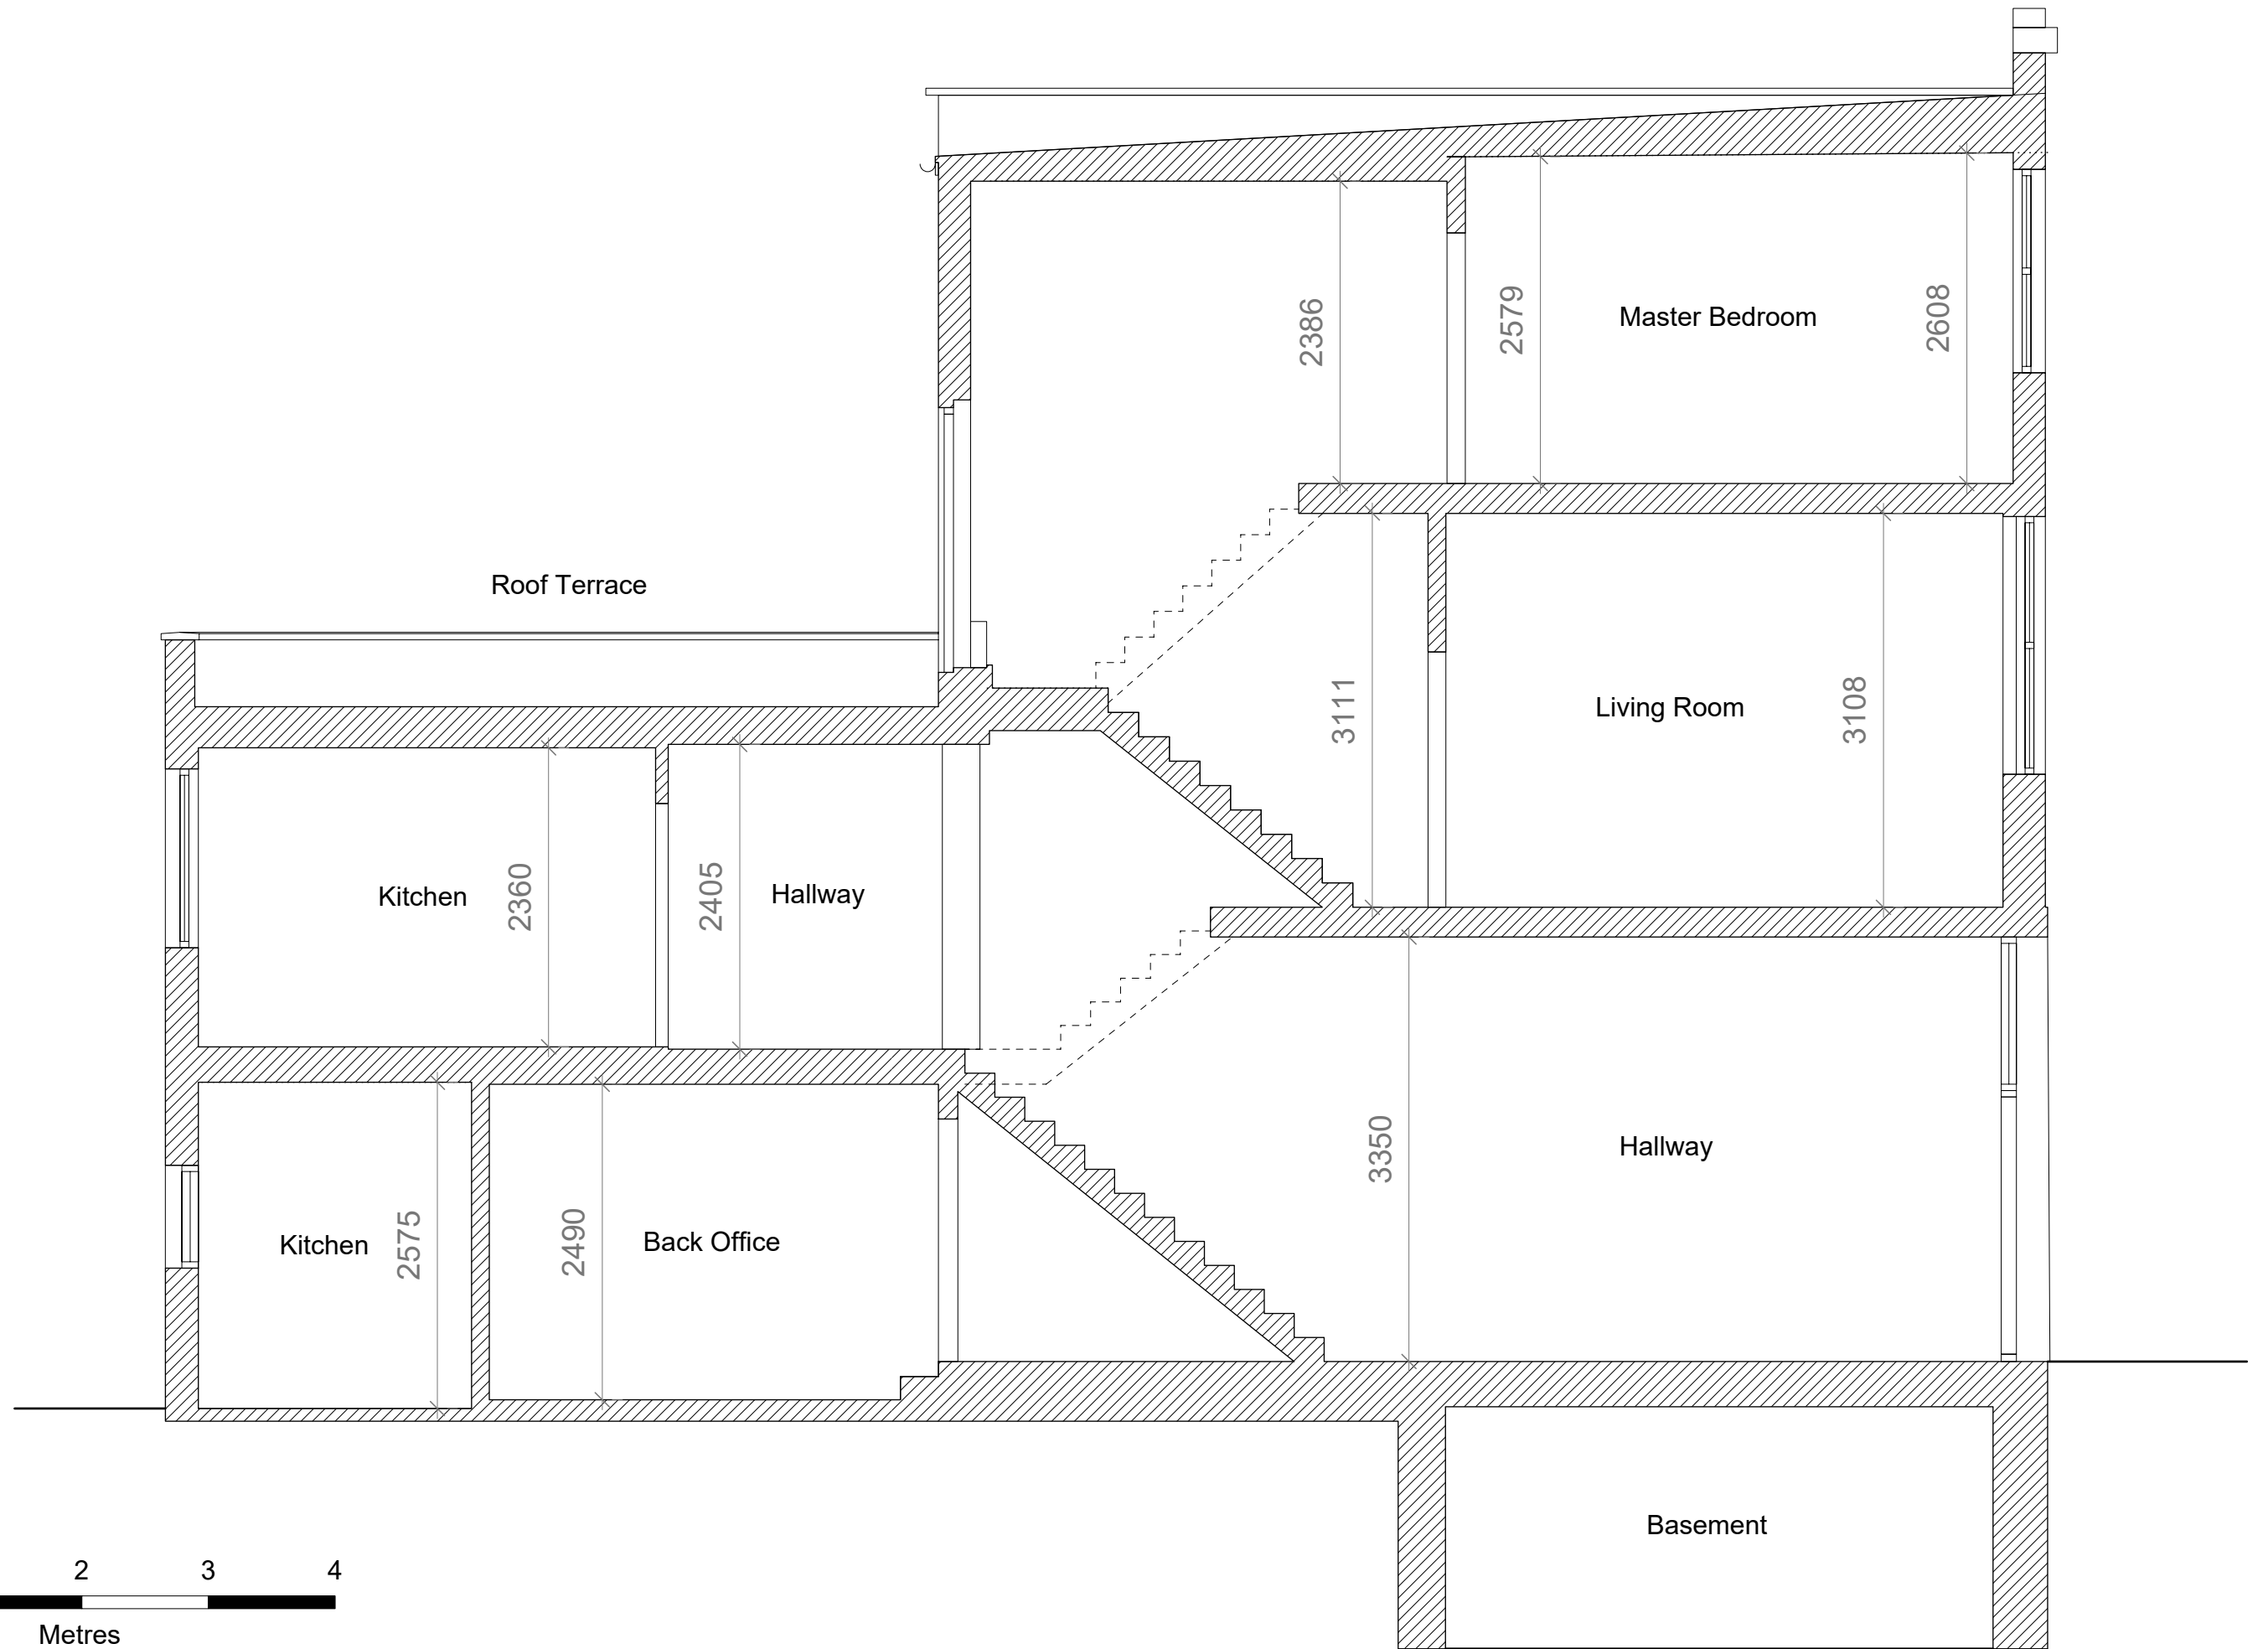 2386
2579
Master Bedroom
2608
Roof Terrace
3111
Living Room
3108
Kitchen
2360
2405
Hallway
Kitchen
2575
2490
Back Office
3350
Hallway
Basement
2 3 4
Metres